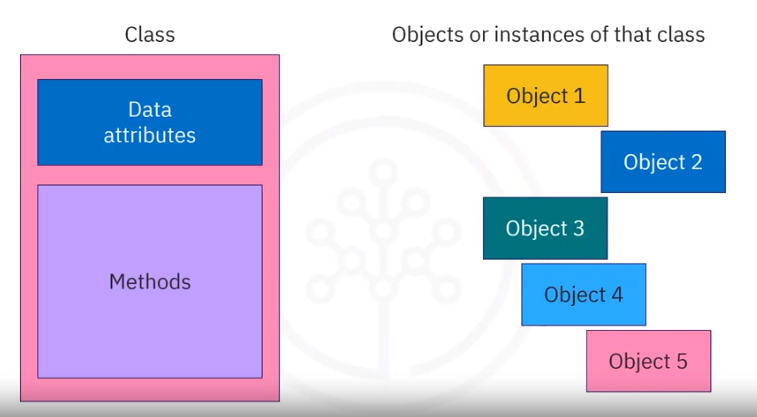 Class
Data
attributes
Methods
Objects or instances of that class
Object 1
Object 2
Object 3
Object 4
Object 5